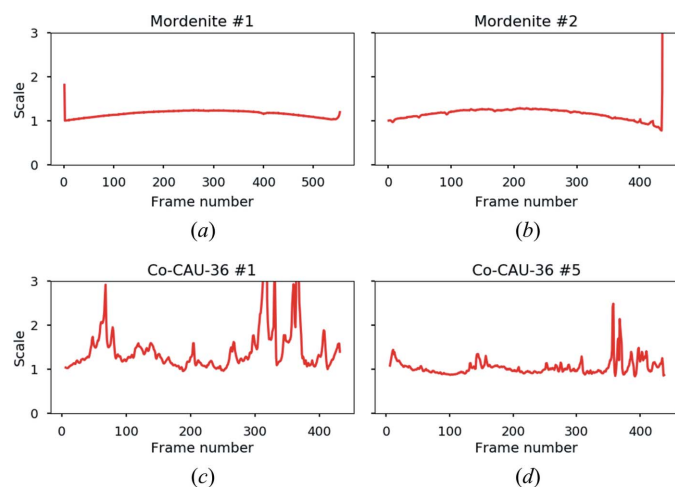 Mordenite #1
Mordenite #2
3
2
1
0
Scale
0 100 200 300 400 500
0 100 200 300 400
Frame number
Frame number
(a)
(b)
Co-CAU-36 #1
Co-CAU-36 #5
3
2
1
0
Scale
0 100 200 300 400
0 100 200 300 400
Frame number
Frame number
(c)
(d)